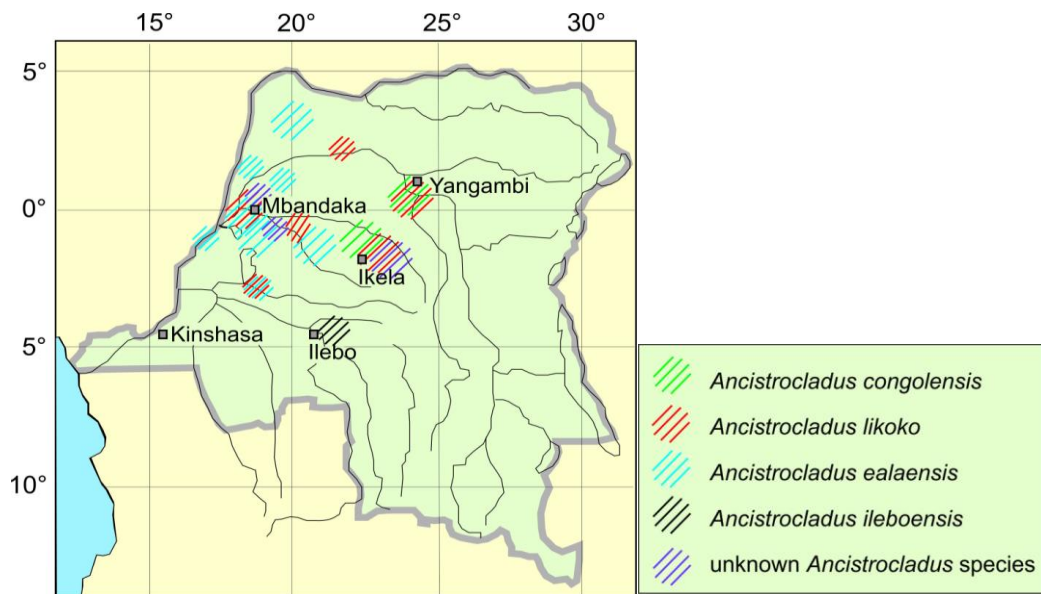 15° 20° 25° 30°
5°
Yangambi
0°
Mbandaka
Ikela
Kinshasa
Ilebo
5°
10°
Ancistrocladus congolensis
Ancistrocladus likoko
Ancistrocladus ealaensis
Ancistrocladus ileboensis
unknown Ancistrocladus species